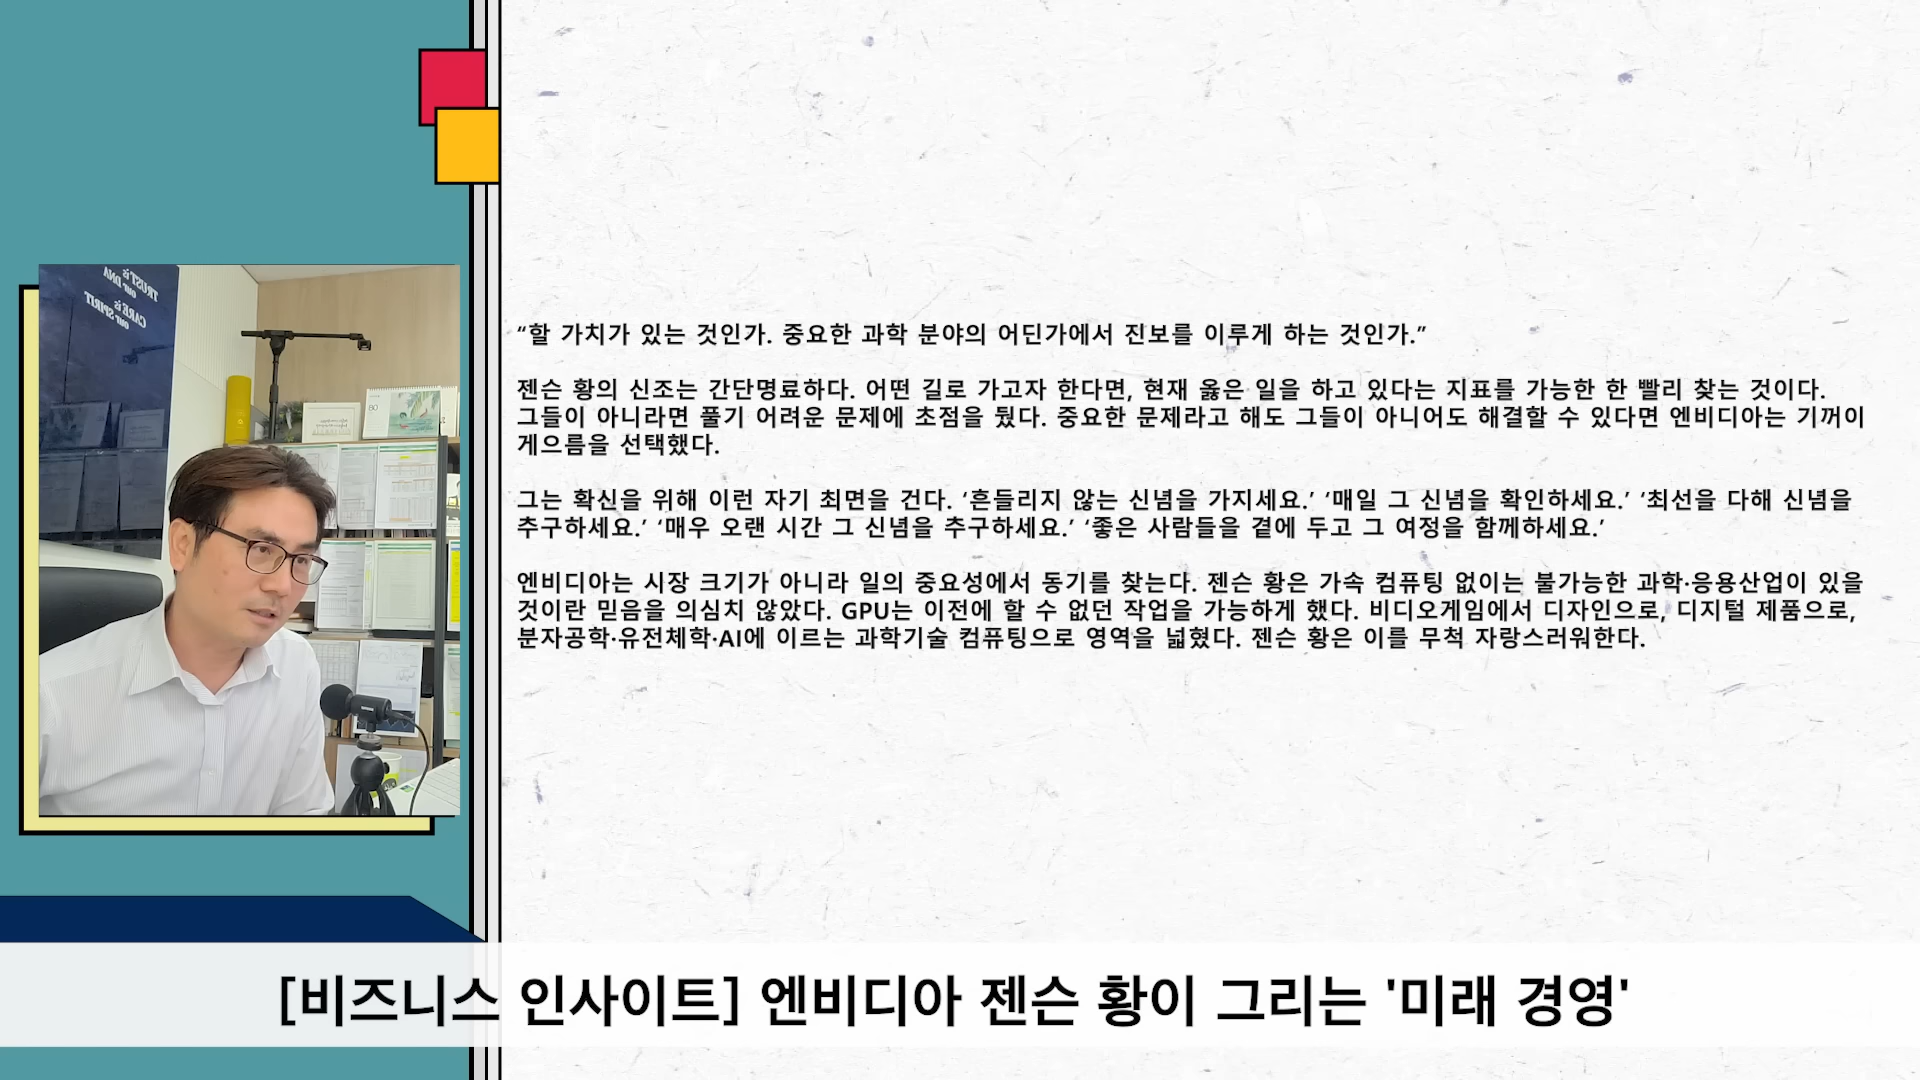 TRUST is
our DNA
CARE is
our SPIRIT
“할 가치가 있는 것인가. 중요한 과학 분야의 어딘가에서 진보를 이루게 하는 것인가.”
젠슨 황의 신조는 간단명료하다. 어떤 길로 가고자 한다면, 현재 옳은 일을 하고 있다는 지표를 가능한 한 빨리 찾는 것이다.
그들이 아니라면 풀기 어려운 문제에 초점을 뒀다. 중요한 문제라고 해도 그들이 아니어도 해결할 수 있다면 엔비디아는 기꺼이
게으름을 선택했다.
그는 확신을 위해 이런 자기 최면을 건다. ‘흔들리지 않는 신념을 가지세요.’ ‘매일 그 신념을 확인하세요.’ ‘최선을 다해 신념을
추구하세요.’ ‘매우 오랜 시간 그 신념을 추구하세요.’ ‘좋은 사람들을 곁에 두고 그 여정을 함께하세요.’
엔비디아는 시장 크기가 아니라 일의 중요성에서 동기를 찾는다. 젠슨 황은 가속 컴퓨팅 없이는 불가능한 과학·응용산업이 있을
것이란 믿음을 의심치 않았다. GPU는 이전에 할 수 없던 작업을 가능하게 했다. 비디오게임에서 디자인으로, 디지털 제품으로,
분자공학·유전체학·AI에 이르는 과학기술 컴퓨팅으로 영역을 넓혔다. 젠슨 황은 이를 무척 자랑스러워한다.
[비즈니스 인사이트] 엔비디아 젠슨 황이 그리는 '미래 경영'